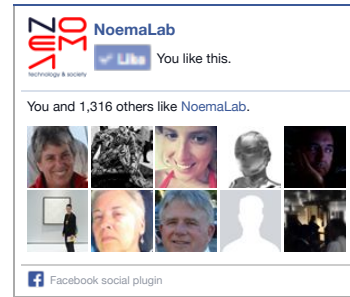 NOEMA
technology & society
NoemaLab
Like
You like this.
You and 1,316 others like NoemaLab.
Facebook social plugin